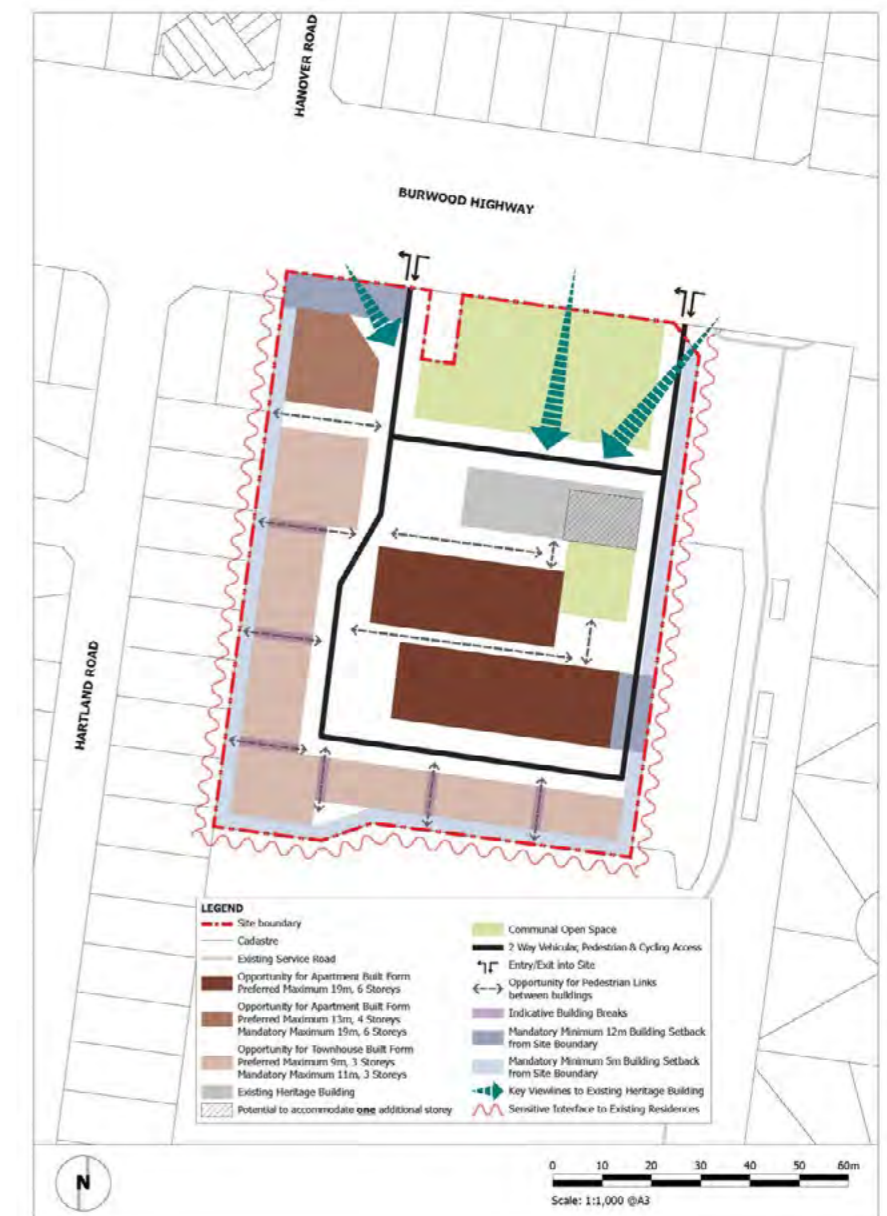 HANOVER ROAD
BURWOOD HIGHWAY
HARTLAND ROAD
LEGEND
Site boundary
Cadastre
Existing Service Road
Opportunity for Apartment Built Form
Preferred Maximum 19m, 6 Storeys
Opportunity for Apartment Built Form
Preferred Maximum 13m, 4 Storeys
Mandatory Maximum 19m, 6 Storeys
Opportunity for Townhouse Built Form
Preferred Maximum 9m, 3 Storeys
Mandatory Maximum 11m, 3 Storeys
Existing Heritage Building
Potential to accommodate one additional storey
Communal Open Space
2 Way Vehicular, Pedestrian & Cycling Access
Entry/Exit into Site
Opportunity for Pedestrian Links
between buildings
Indicative Building Breaks
Mandatory Minimum 12m Building Setback
from Site Boundary
Mandatory Minimum 5m Building Setback
from Site Boundary
Key Viewlines to Existing Heritage Building
Sensitive Interface to Existing Residences
N
0 10 20 30 40 50 60m
Scale: 1:1,000 @A3